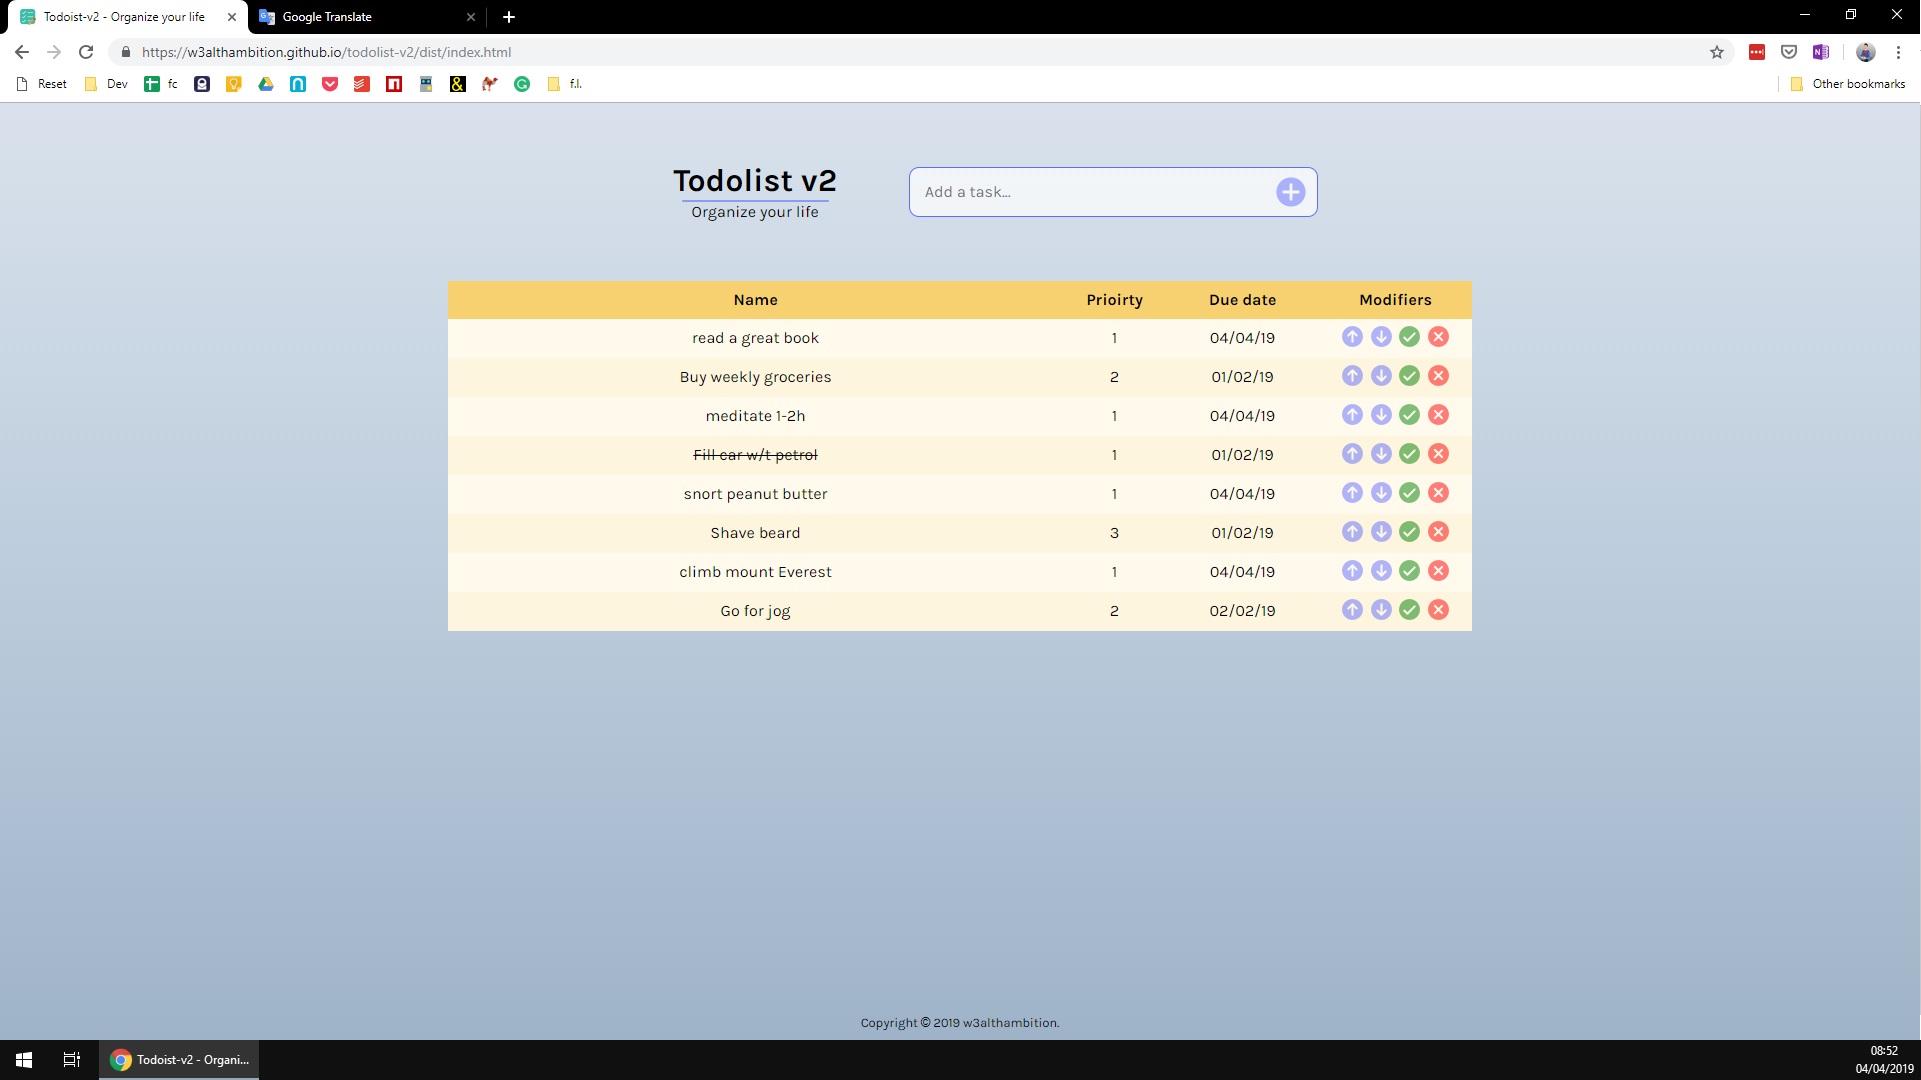 Todoist-v2 - Organize your life
Google Translate
https://w3althambition.github.io/todolist-v2/dist/index.html
Reset Dev fc f.l. Other bookmarks
Todolist v2
Organize your life
Add a task...
Name Prioirty Due date Modifiers
read a great book 1 04/04/19
Buy weekly groceries 2 01/02/19
meditate 1-2h 1 04/04/19
Fill car w/t petrol 1 01/02/19
snort peanut butter 1 04/04/19
Shave beard 3 01/02/19
climb mount Everest 1 04/04/19
Go for jog 2 02/02/19
Copyright © 2019 w3althambition.
Todoist-v2 - Organi...
08:52
04/04/2019